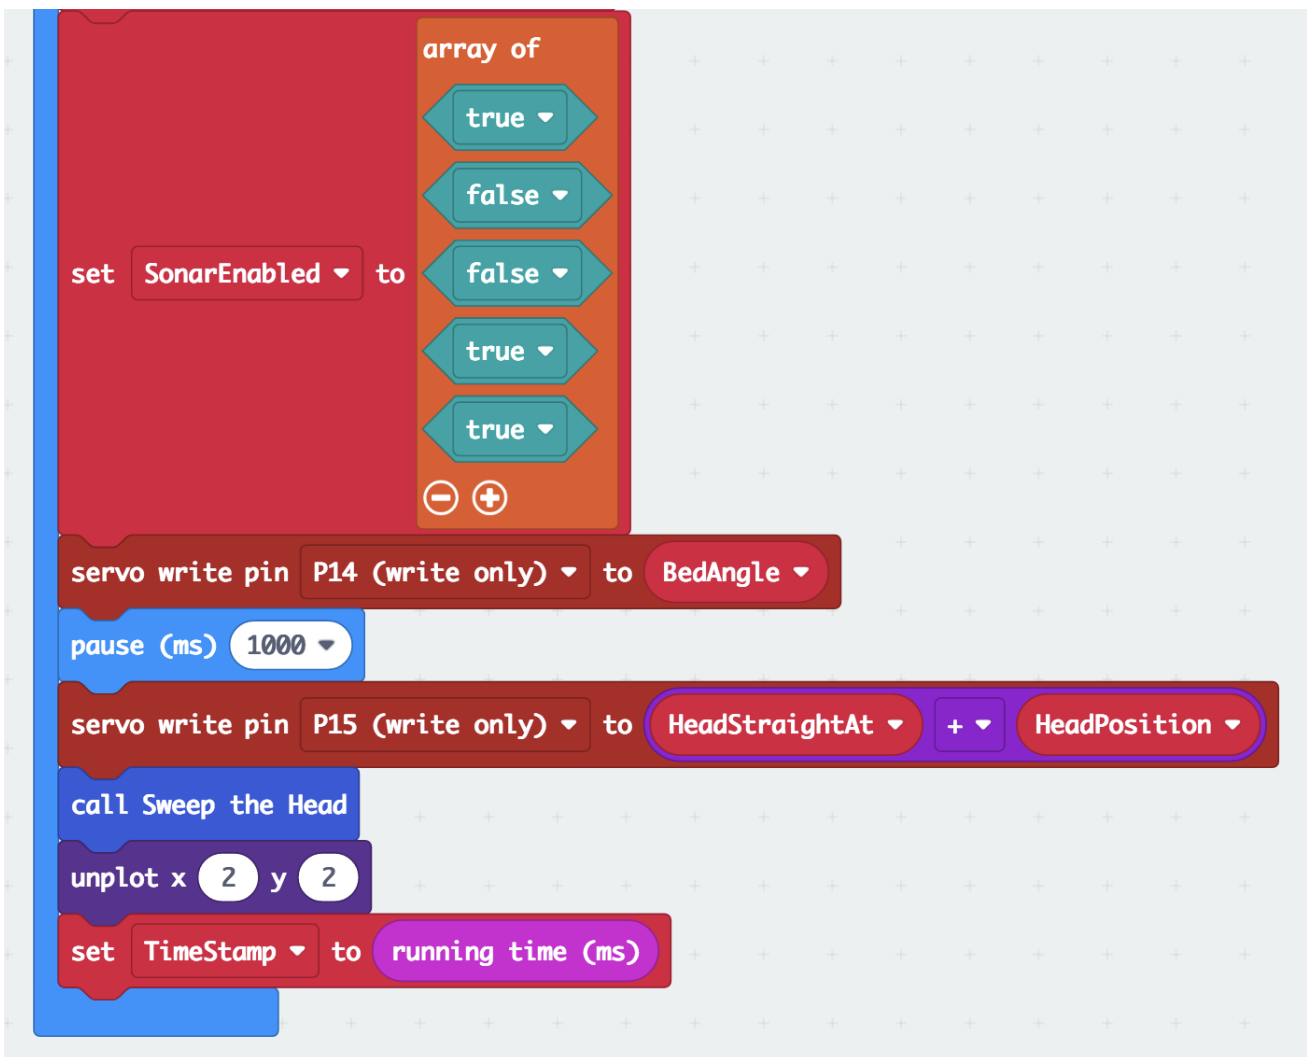 array of
true
false
set SonarEnabled to false
true
true
servo write pin P14 (write only) to BedAngle
pause (ms) 1000
servo write pin P15 (write only) to HeadStraightAt + HeadPosition
call Sweep the Head
unplot x 2 y 2
set TimeStamp to running time (ms)